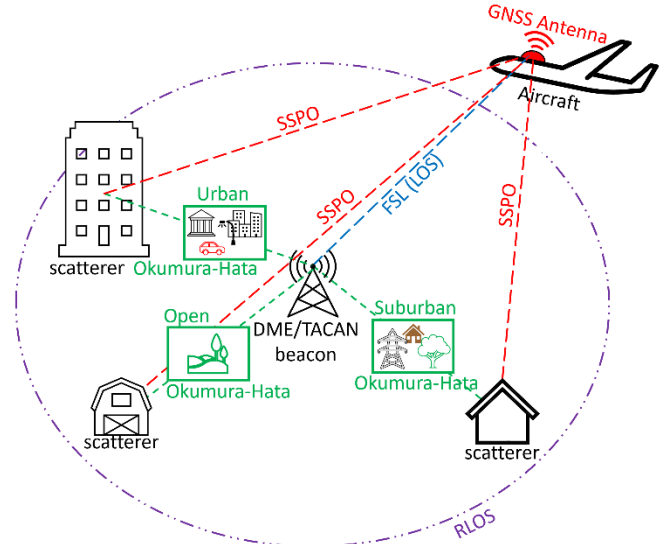 GNSS Antenna
Aircraft
SSPO
SSPO
FSL (LOS)
SSPO
Urban
scatterer
Okumura-Hata
Open
DME/TACAN
beacon
Suburban
Okumura-Hata
Okumura-Hata
scatterer
scatterer
RLOS